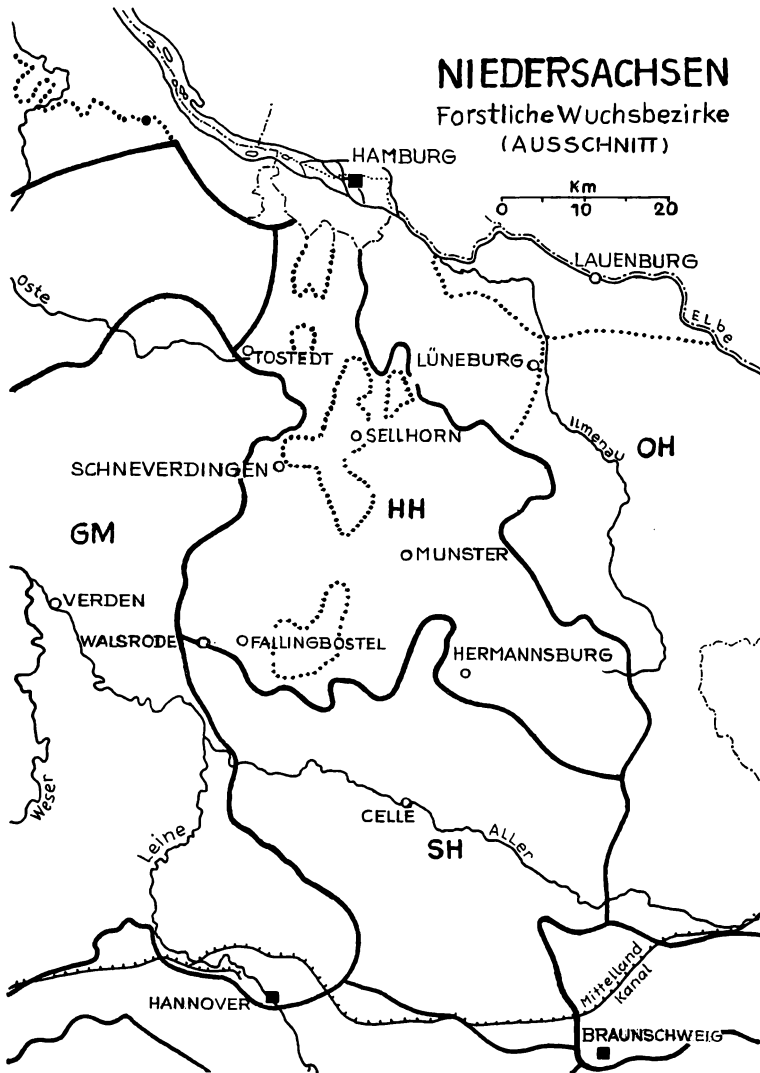 NIEDERSACHSEN
Forstliche Wuchsbezirke
(AUSSCHNITT)
HAMBURG
Km
0 10 20
LAUENBURG
Oste
Elbe
TOSTEDT
LÜNEBURG
Ilmenau
SELLHORN
OH
SCHNEVERDINGEN
HH
GM
MUNSTER
VERDEN
WALSRODE
FALLINGBOSTEL
HERMANNSBURG
Weser
CELLE
Leine
SH
Aller
Mittelland
Kanal
HANNOVER
BRAUNSCHWEIG